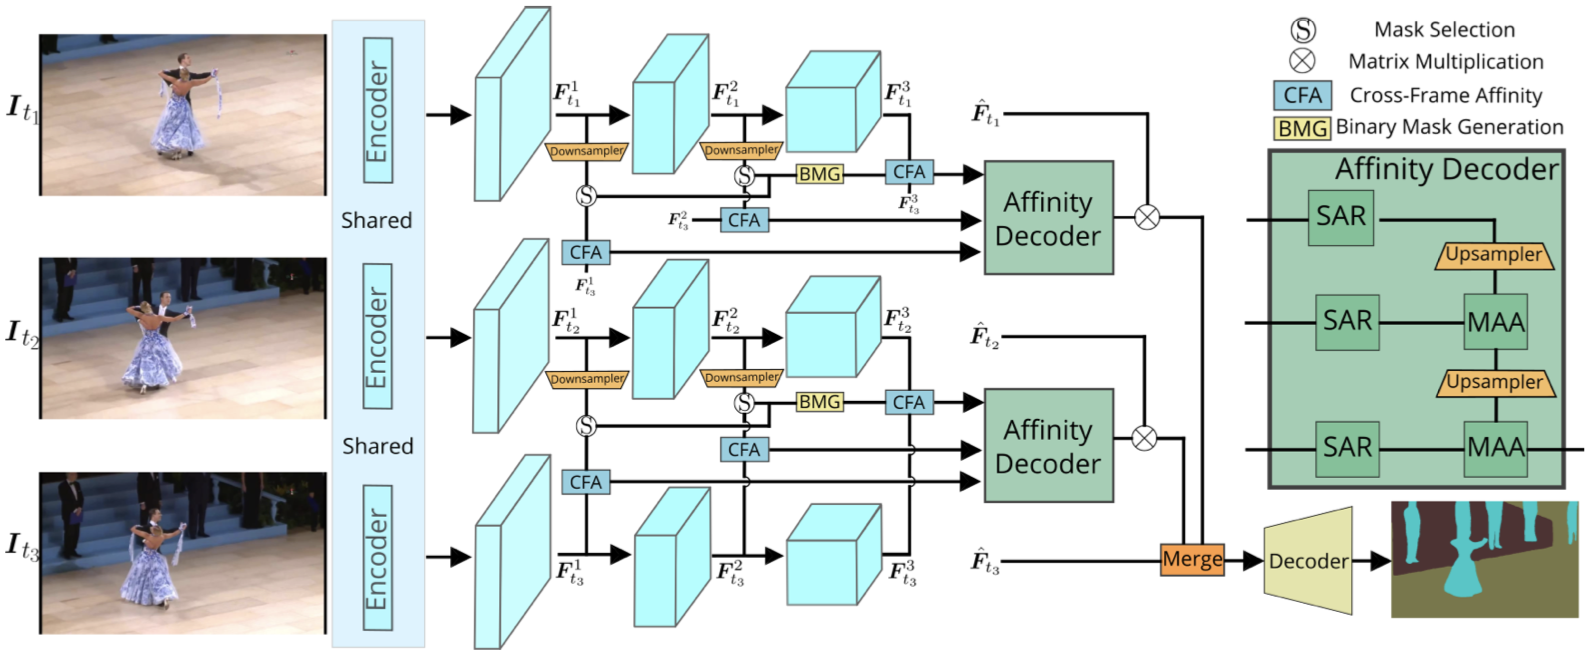 I_{t_1}
Encoder
F^1_{t_1}
F^2_{t_1}
F^3_{t_1}
Downsampler
Downsampler
S
S
BMG
CFA
F^3_{t_3}
F^2_{t_3}
CFA
CFA
F^1_{t_3}
\hat{F}_{t_1}
Affinity
Decoder
Shared
I_{t_2}
Encoder
F^1_{t_2}
F^2_{t_2}
F^3_{t_2}
Downsampler
Downsampler
S
S
BMG
CFA
CFA
CFA
\hat{F}_{t_2}
Affinity
Decoder
Shared
I_{t_3}
Encoder
F^1_{t_3}
F^2_{t_3}
F^3_{t_3}
\hat{F}_{t_3}
Merge
Decoder
S Mask Selection
⊗ Matrix Multiplication
CFA Cross-Frame Affinity
BMG Binary Mask Generation
Affinity Decoder
SAR
Upsampler
SAR MAA
Upsampler
SAR MAA